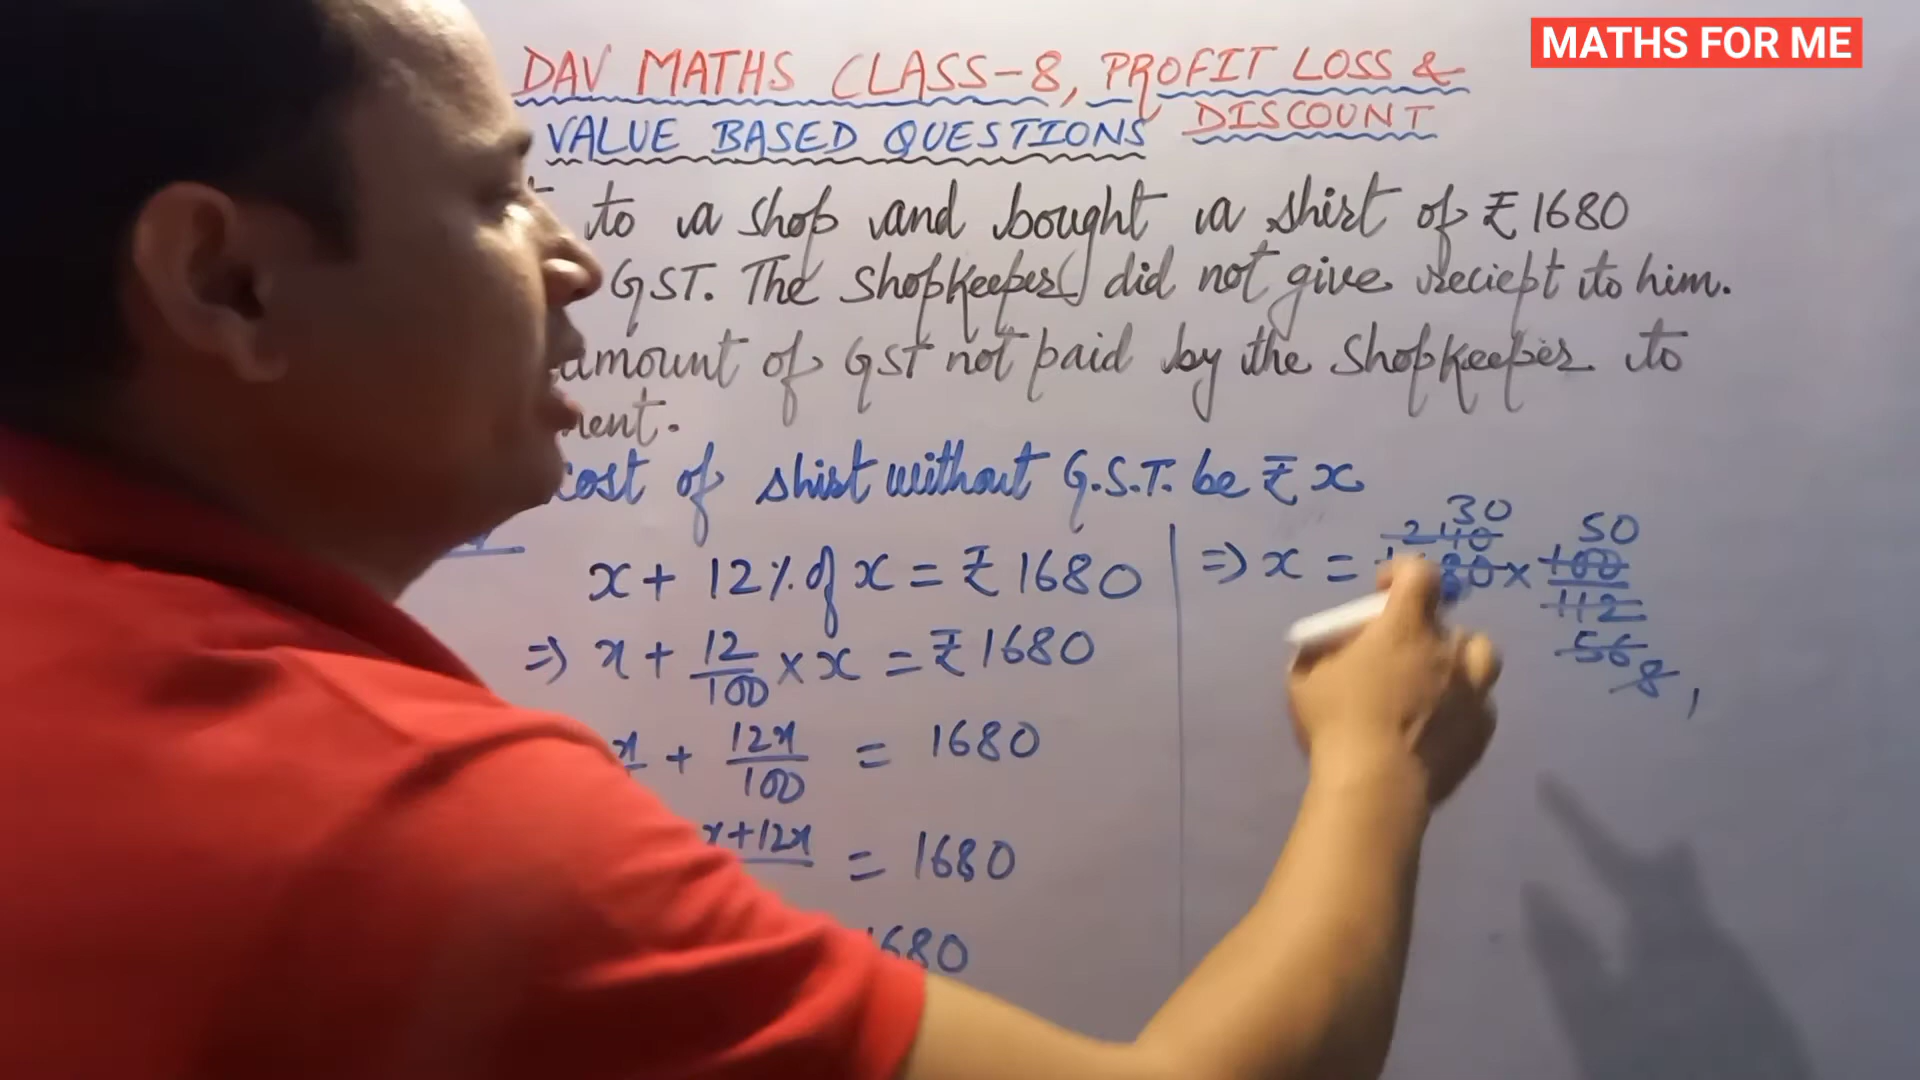 MATHS FOR ME
DAV MATHS CLASS-8, PROFIT LOSS &
VALUE BASED QUESTIONS DISCOUNT
to a shop and bought a shirt of ₹1680
GST. The Shopkeeper did not give reciept to him.
amount of GST not paid by the Shopkeeper to
ment.
cost of shirt without G.S.T. be ₹ x
x + 12% of x = ₹1680
⇒ x + 12/100 × x = ₹1680
x + 12x/100 = 1680
x+12x = 1680
1680
30
240 50
⇒ x = 80 × 100
112
56
8,